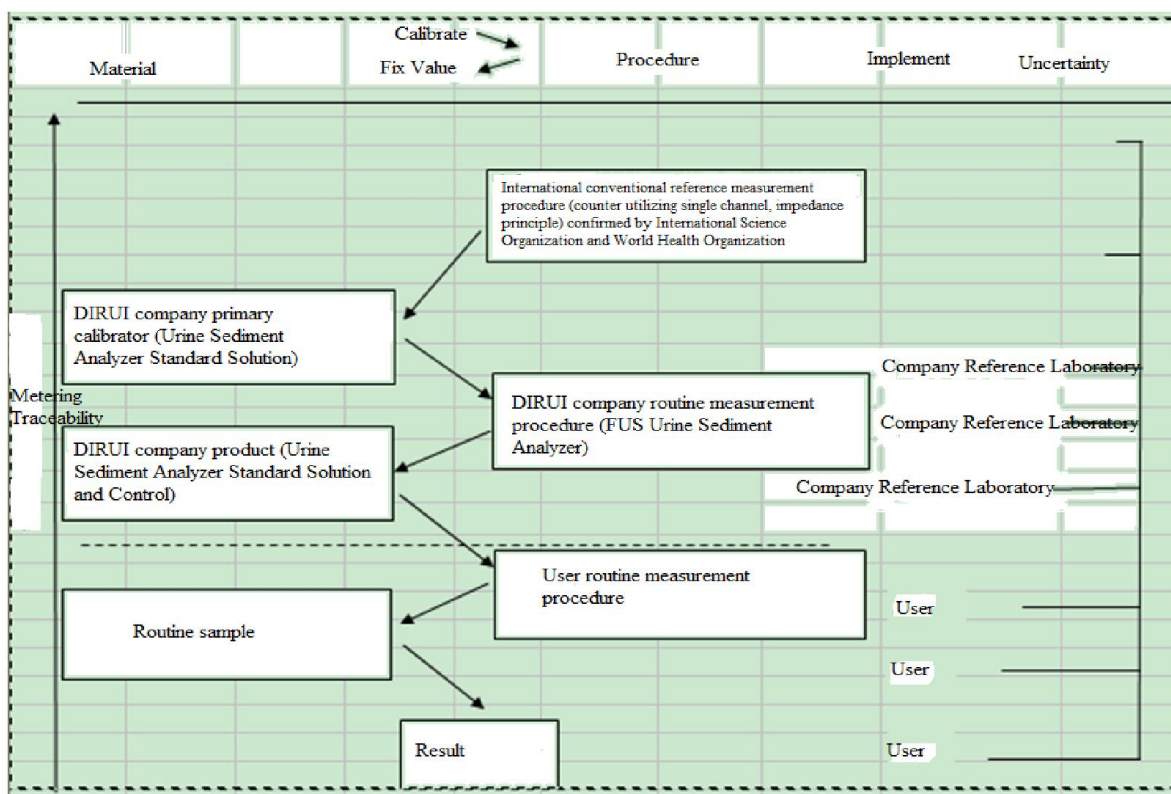 Calibrate
Material
Fix Value
Procedure
Implement
Uncertainty
International conventional reference measurement
procedure (counter utilizing single channel, impedance
principle) confirmed by International Science
Organization and World Health Organization
DIRUI company primary
calibrator (Urine Sediment
Analyzer Standard Solution)
Company Reference Laboratory
Metering
Traceability
DIRUI company routine measurement
procedure (FUS Urine Sediment
Analyzer)
Company Reference Laboratory
DIRUI company product (Urine
Sediment Analyzer Standard Solution
and Control)
Company Reference Laboratory
User routine measurement
procedure
User
Routine sample
User
Result
User